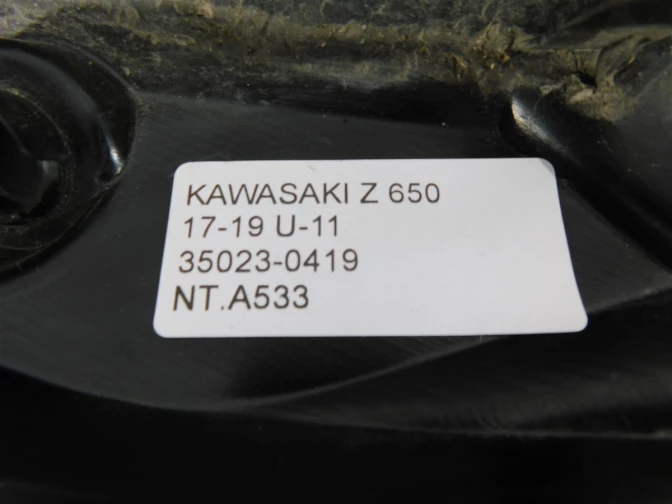 KAWASAKI Z 650
17-19 U-11
35023-0419
NT.A533